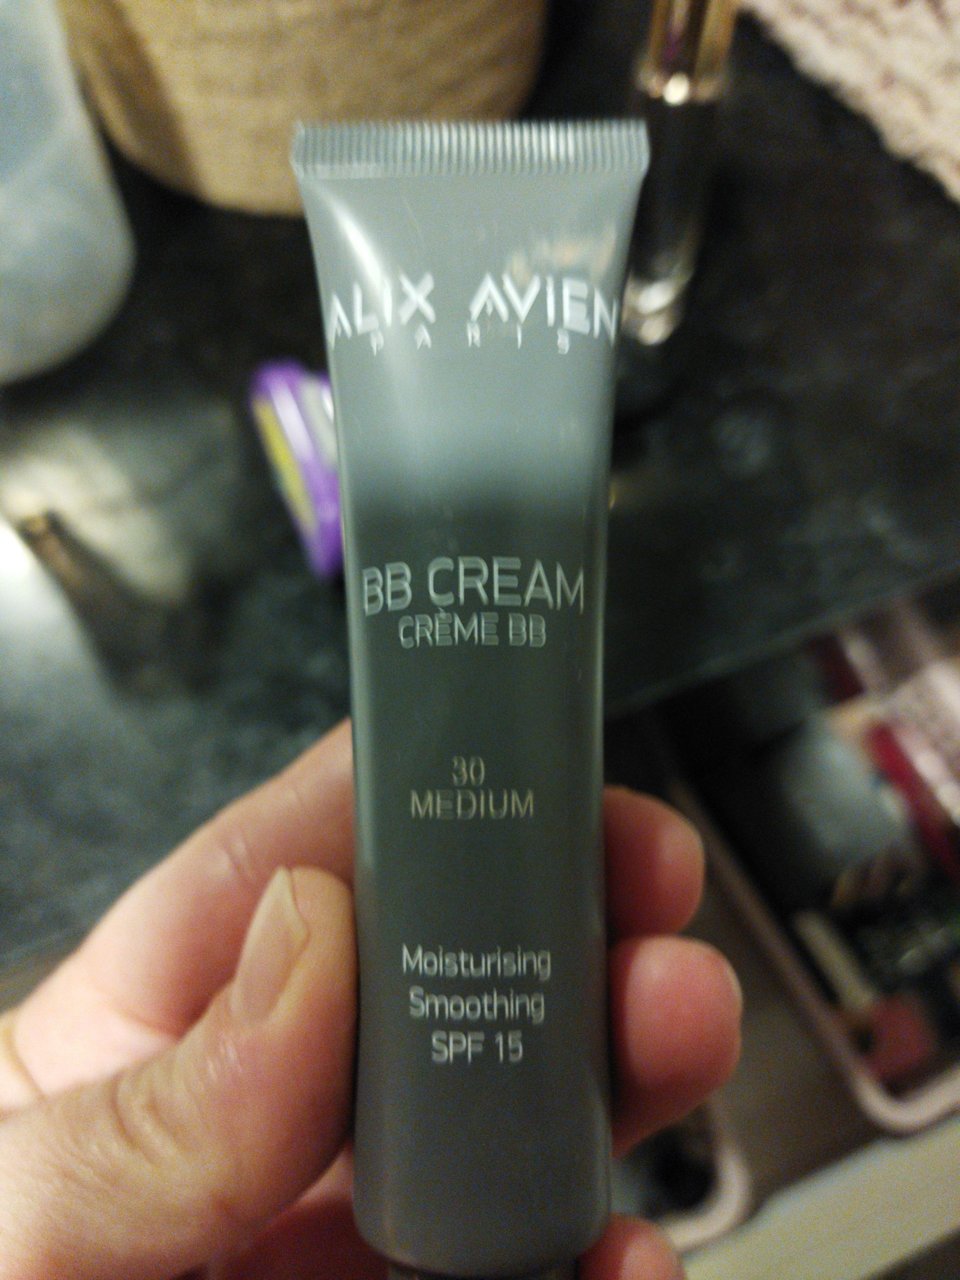 ALIX AVIEN
PARIS
BB CREAM
CRÈME BB
30
MEDIUM
Moisturising
Smoothing
SPF 15